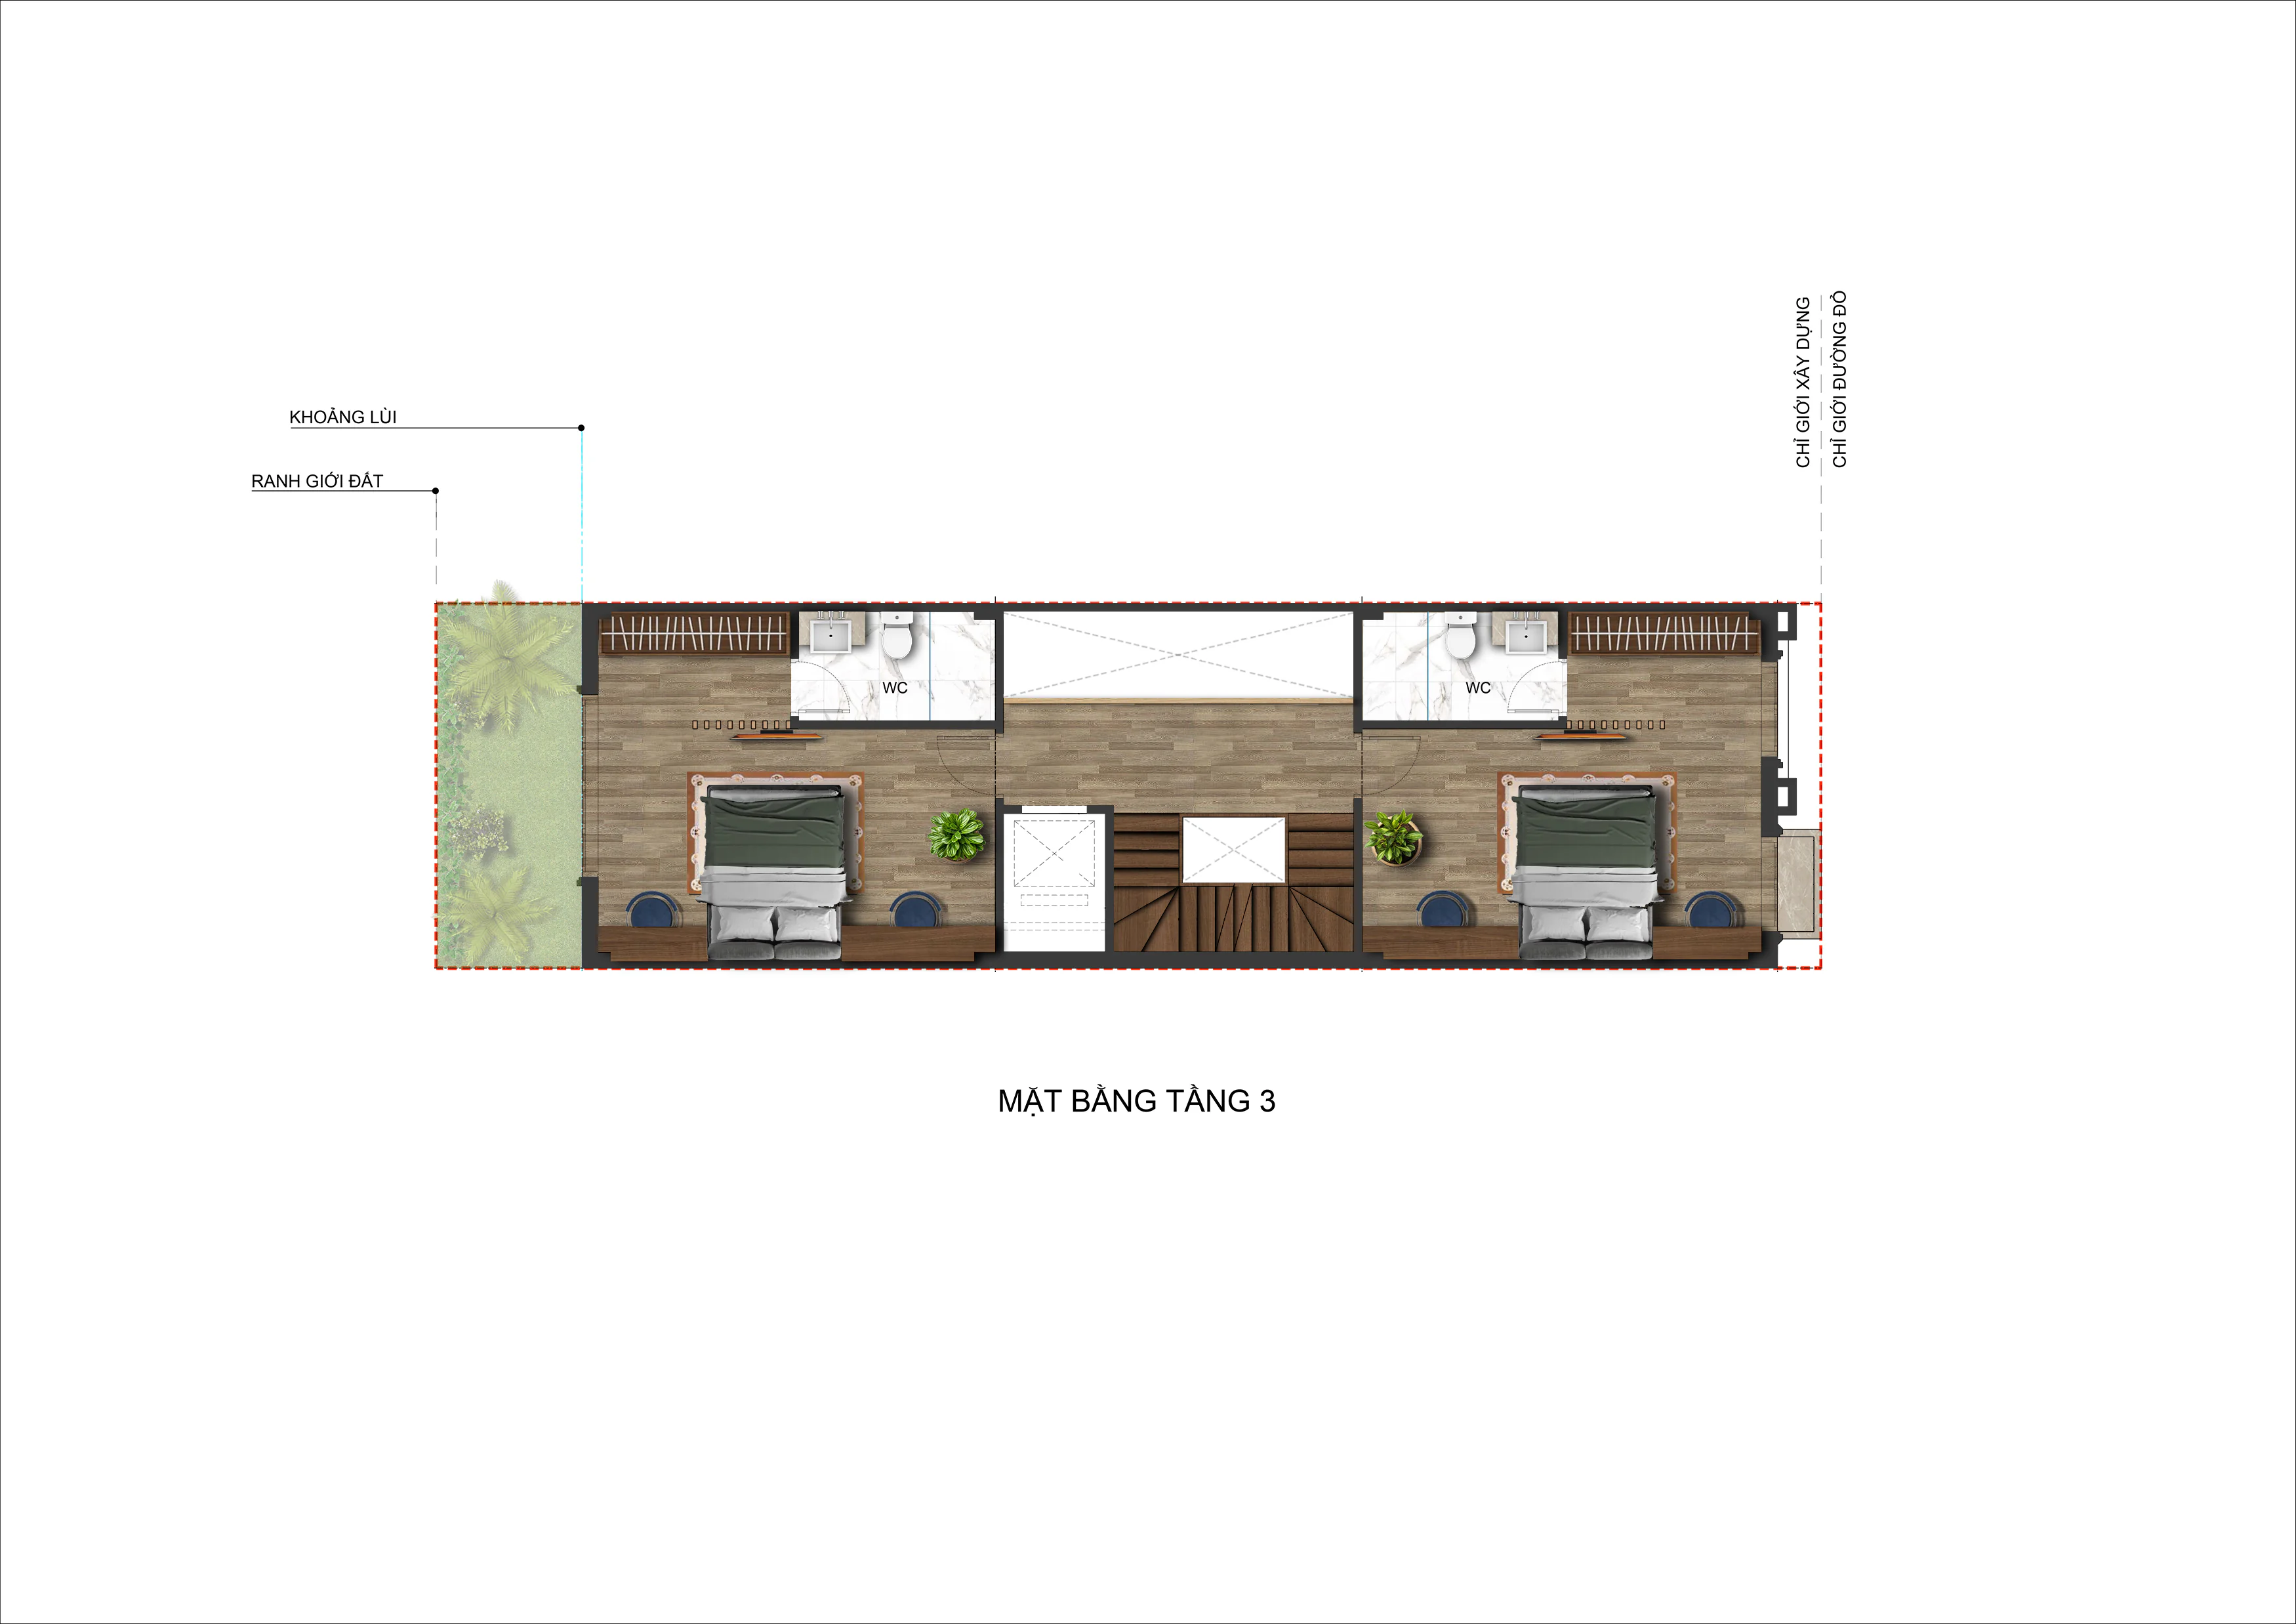 CHỈ GIỚI XÂY DỰNG
CHỈ GIỚI ĐƯỜNG ĐỎ
KHOẢNG LÙI
RANH GIỚI ĐẤT
WC
WC
MẶT BẰNG TẦNG 3